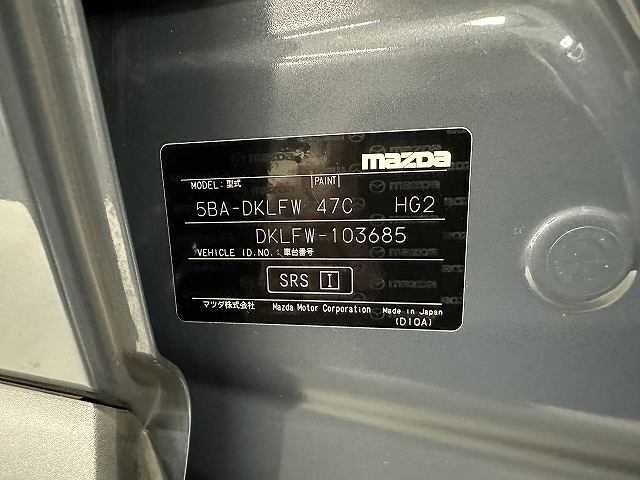 mazda
MODEL:型式 PAINT
5BA-DKLFW 47C HG2
DKLFW-103685
VEHICLE ID.NO.:車台番号
SRS I
マツダ株式会社 Mazda Motor Corporation Made in Japan
(D10A)